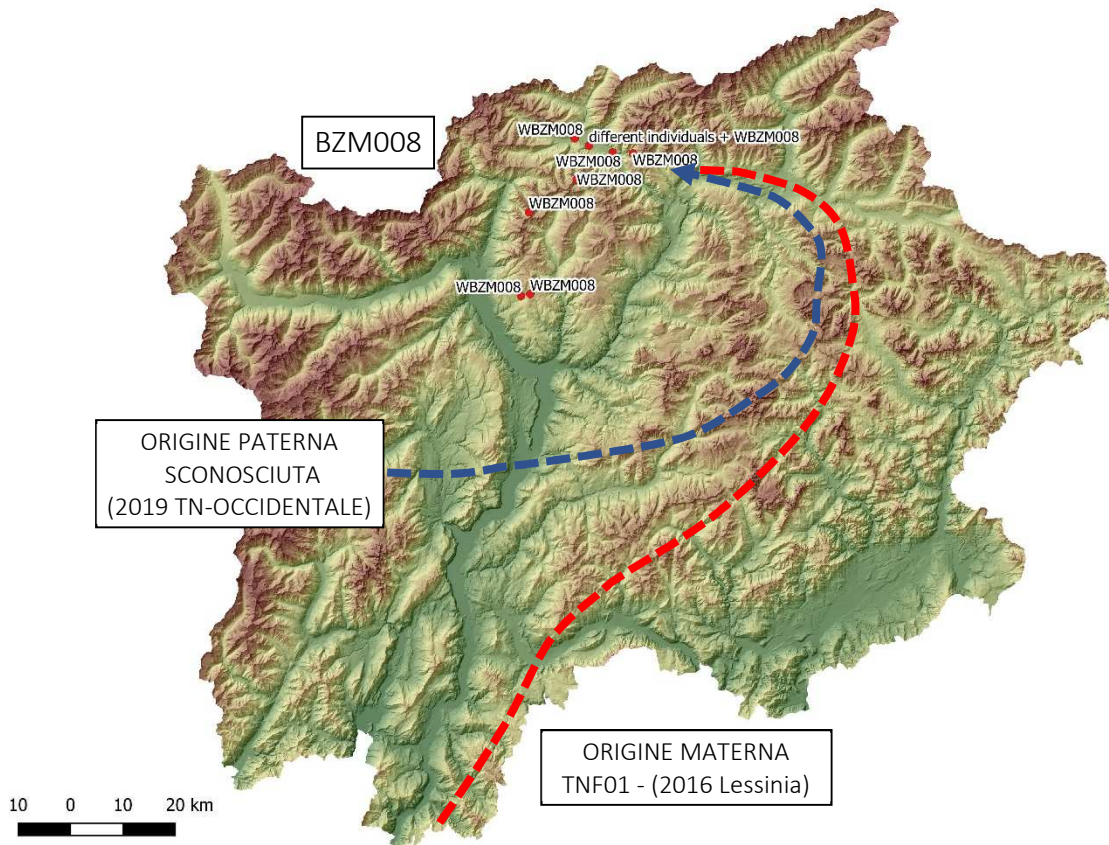 BZM008
WBZM008
different individuals + WBZM008
WBZM008
WBZM008
WBZM008
WBZM008
WBZM008
WBZM008
ORIGINE PATERNA
SCONOSCIUTA
(2019 TN-OCCIDENTALE)
ORIGINE MATERNA
TNF01 - (2016 Lessinia)
10 0 10 20 km